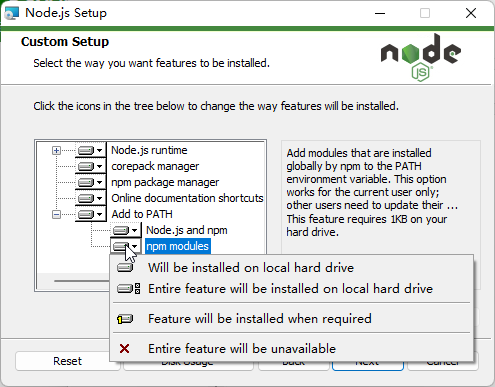 Node.js Setup
Custom Setup
Select the way you want features to be installed.
node
JS
Click the icons in the tree below to change the way features will be installed.
Node.js runtime
corepack manager
npm package manager
Online documentation shortcuts
Add to PATH
Node.js and npm
npm modules
Add modules that are installed
globally by npm to the PATH
environment variable. This option
works for the current user only;
other users need to update their ...
This feature requires 1KB on your
hard drive.
Will be installed on local hard drive
Entire feature will be installed on local hard drive
Feature will be installed when required
Entire feature will be unavailable
Reset
Disk Usage
Back
Next
Cancel